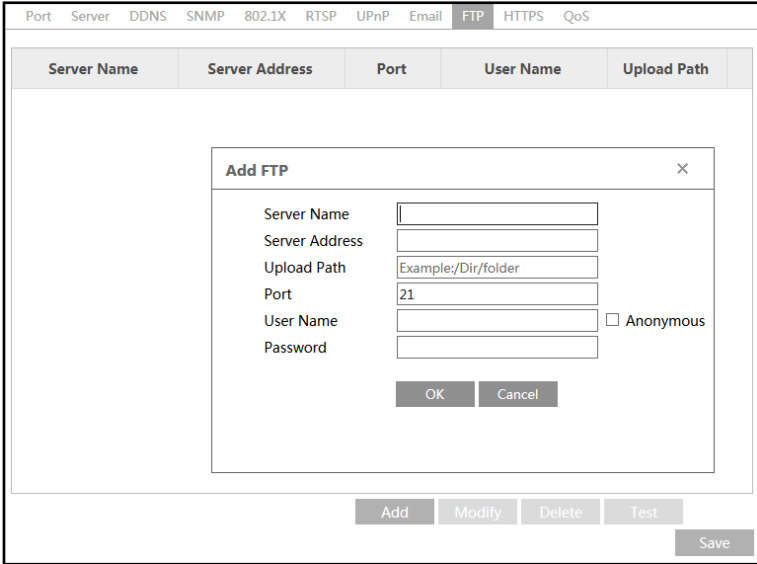 Port Server DDNS SNMP 802.1X RTSP UPnP Email FTP HTTPS QoS
Server Name Server Address Port User Name Upload Path
Add FTP ×
Server Name
Server Address
Upload Path Example:/Dir/folder
Port 21
User Name Anonymous
Password
OK Cancel
Add Modify Delete Test
Save